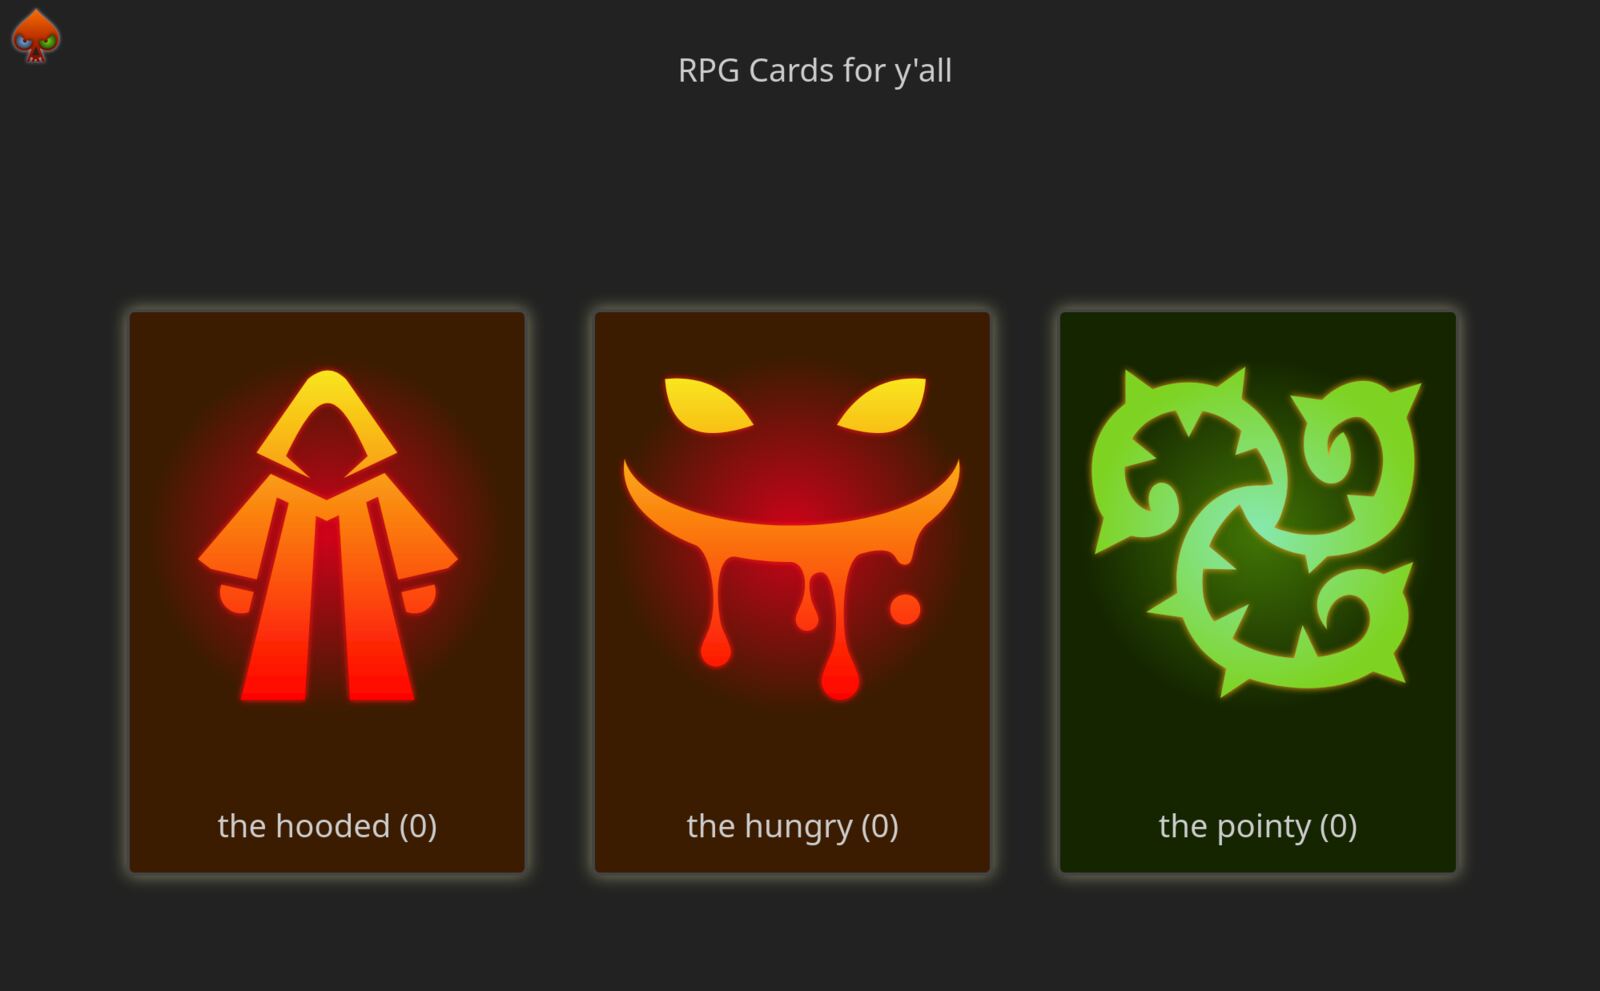 RPG Cards for y'all
the hooded (0)
the hungry (0)
the pointy (0)